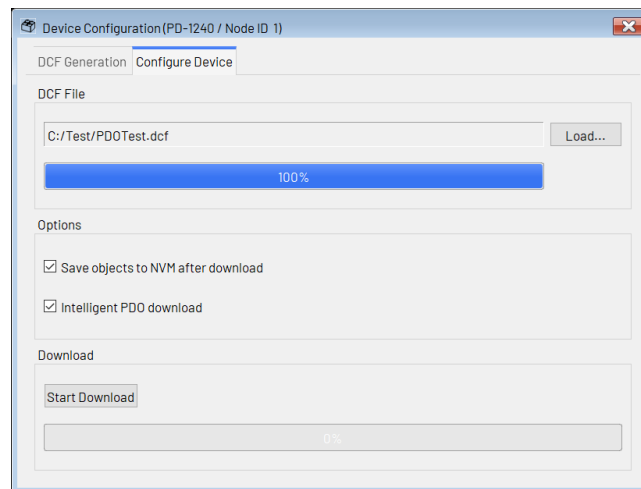 Device Configuration (PD-1240 / Node ID 1)
DCF Generation Configure Device
DCF File
C:/Test/PDOTest.dcf Load...
100%
Options
Save objects to NVM after download
Intelligent PDO download
Download
Start Download
0%